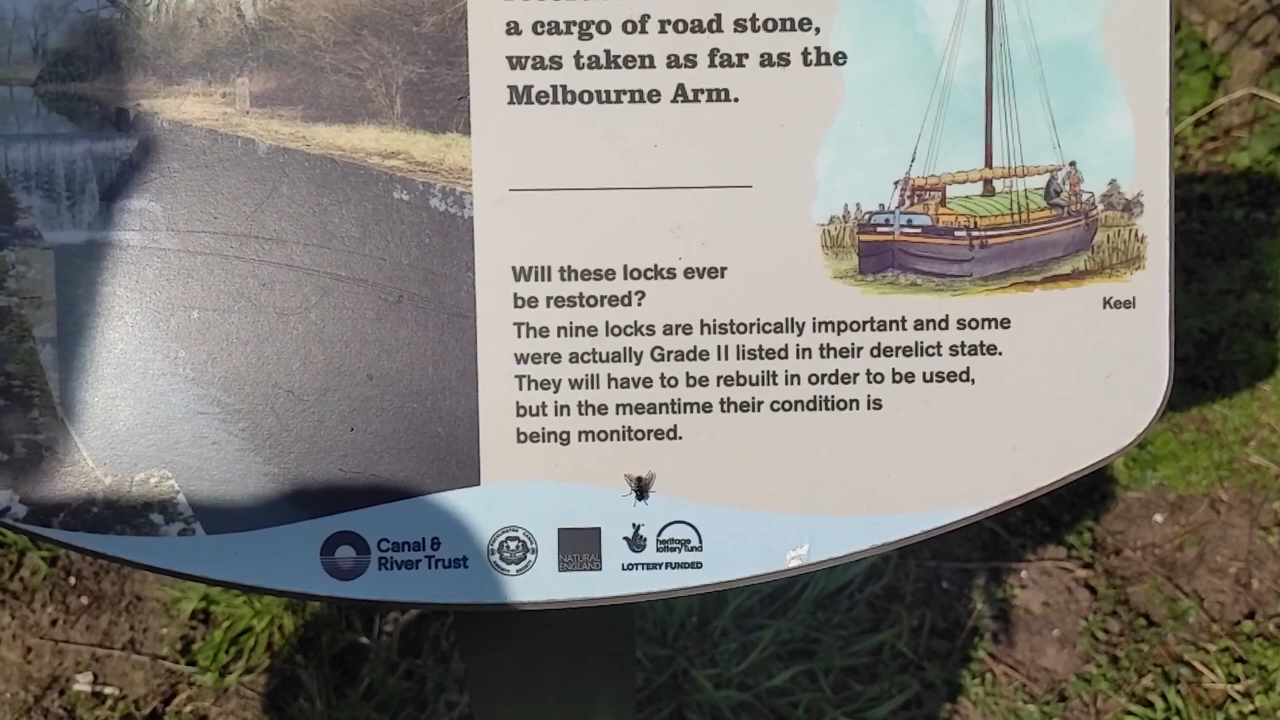 a cargo of road stone,
was taken as far as the
Melbourne Arm.
Will these locks ever
be restored?
The nine locks are historically important and some
were actually Grade II listed in their derelict state.
They will have to be rebuilt in order to be used,
but in the meantime their condition is
being monitored.
Keel
Canal &
River Trust
NATURAL
ENGLAND
heritage
lottery fund
LOTTERY FUNDED